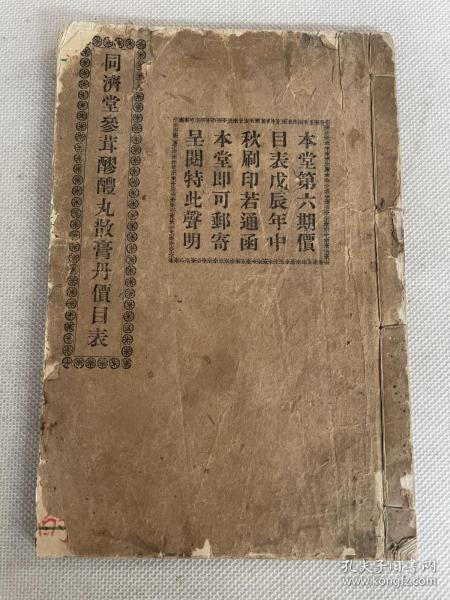 本堂第六期價
目表戊辰年中
秋刷印若通函
本堂即可郵寄
呈閱特此聲明
同濟堂參茸醪醴丸散膏丹價目表
孔夫子旧书网
www.kongfz.com